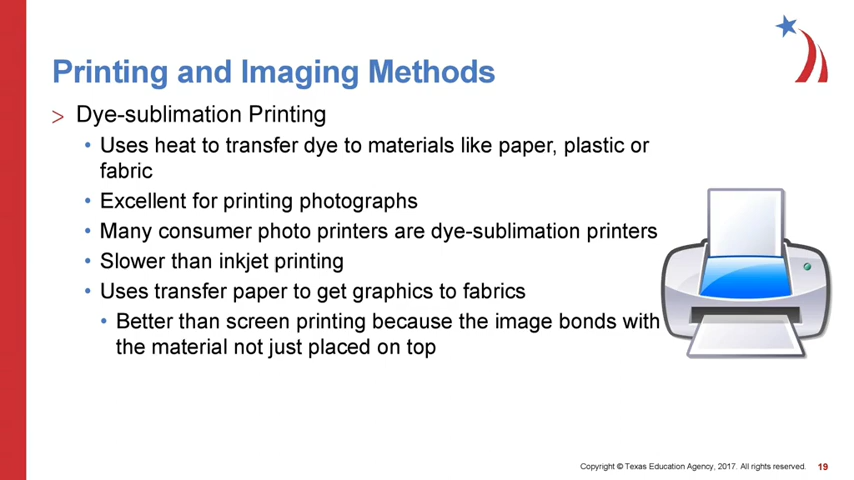 Printing and Imaging Methods
> Dye-sublimation Printing
• Uses heat to transfer dye to materials like paper, plastic or
fabric
• Excellent for printing photographs
• Many consumer photo printers are dye-sublimation printers
• Slower than inkjet printing
• Uses transfer paper to get graphics to fabrics
• Better than screen printing because the image bonds with
the material not just placed on top
Copyright © Texas Education Agency, 2017. All rights reserved. 19